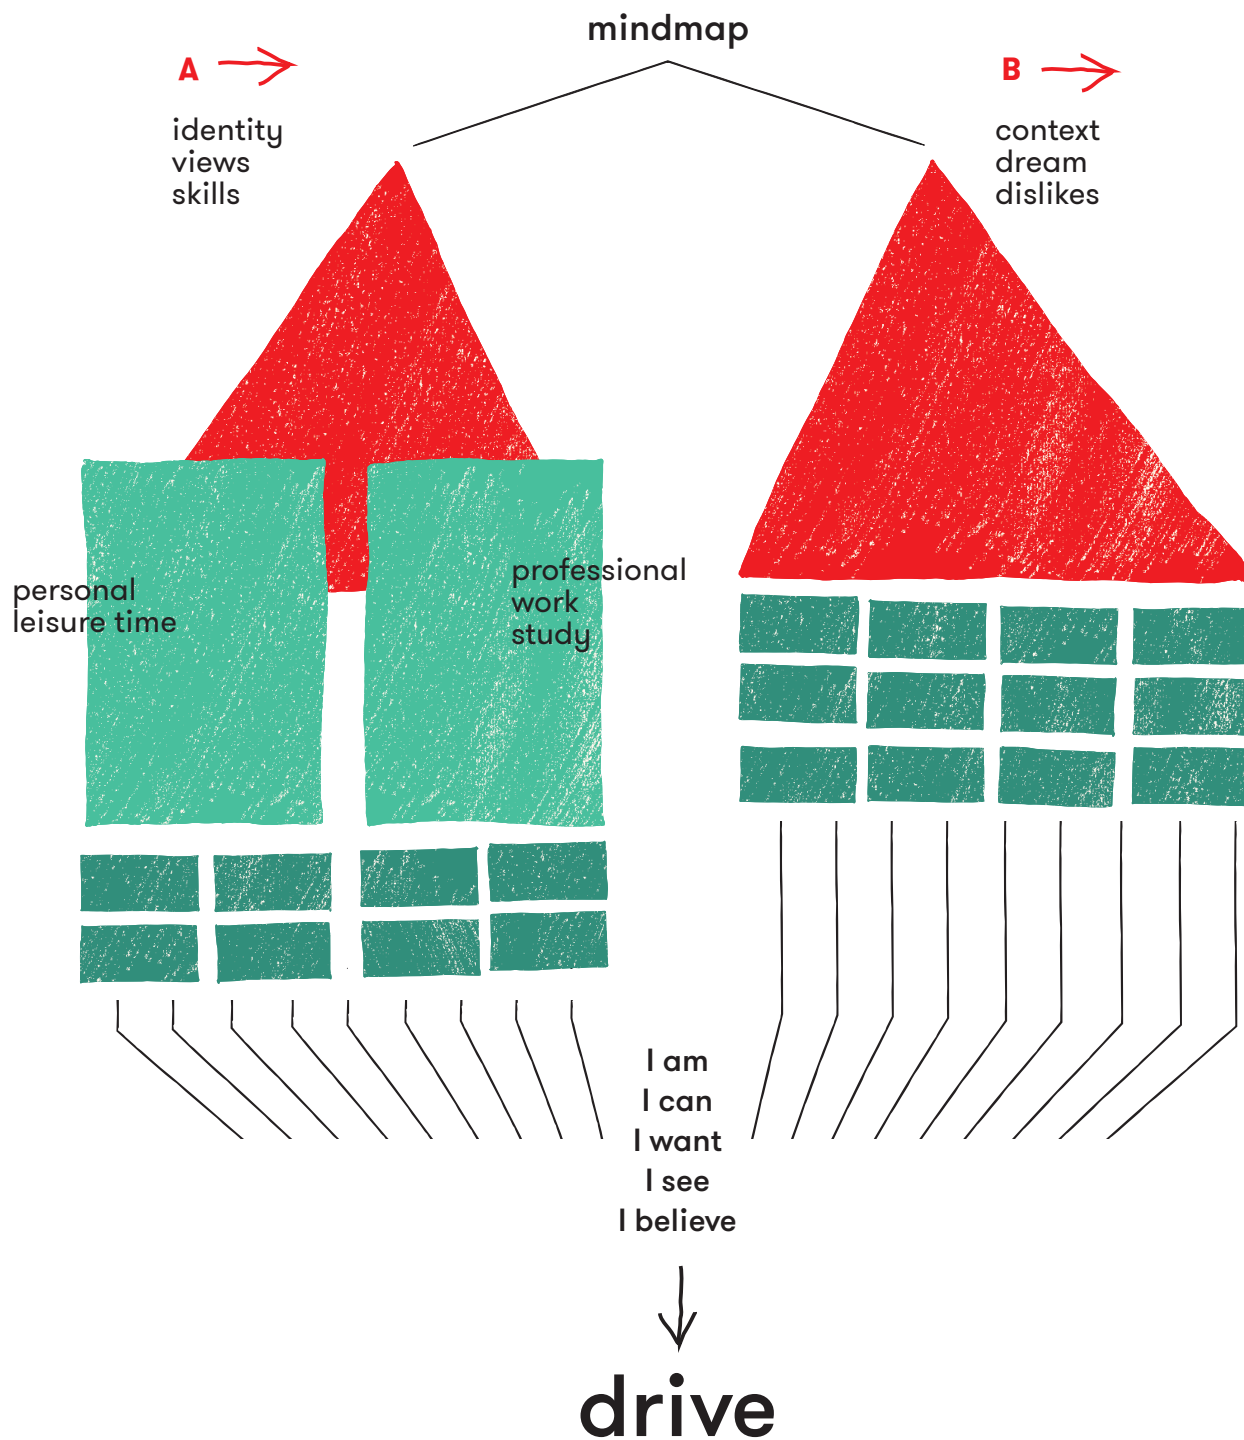 mindmap
A
identity
views
skills
B
context
dream
dislikes
personal
leisure time
professional
work
study
I am
I can
I want
I see
I believe
drive